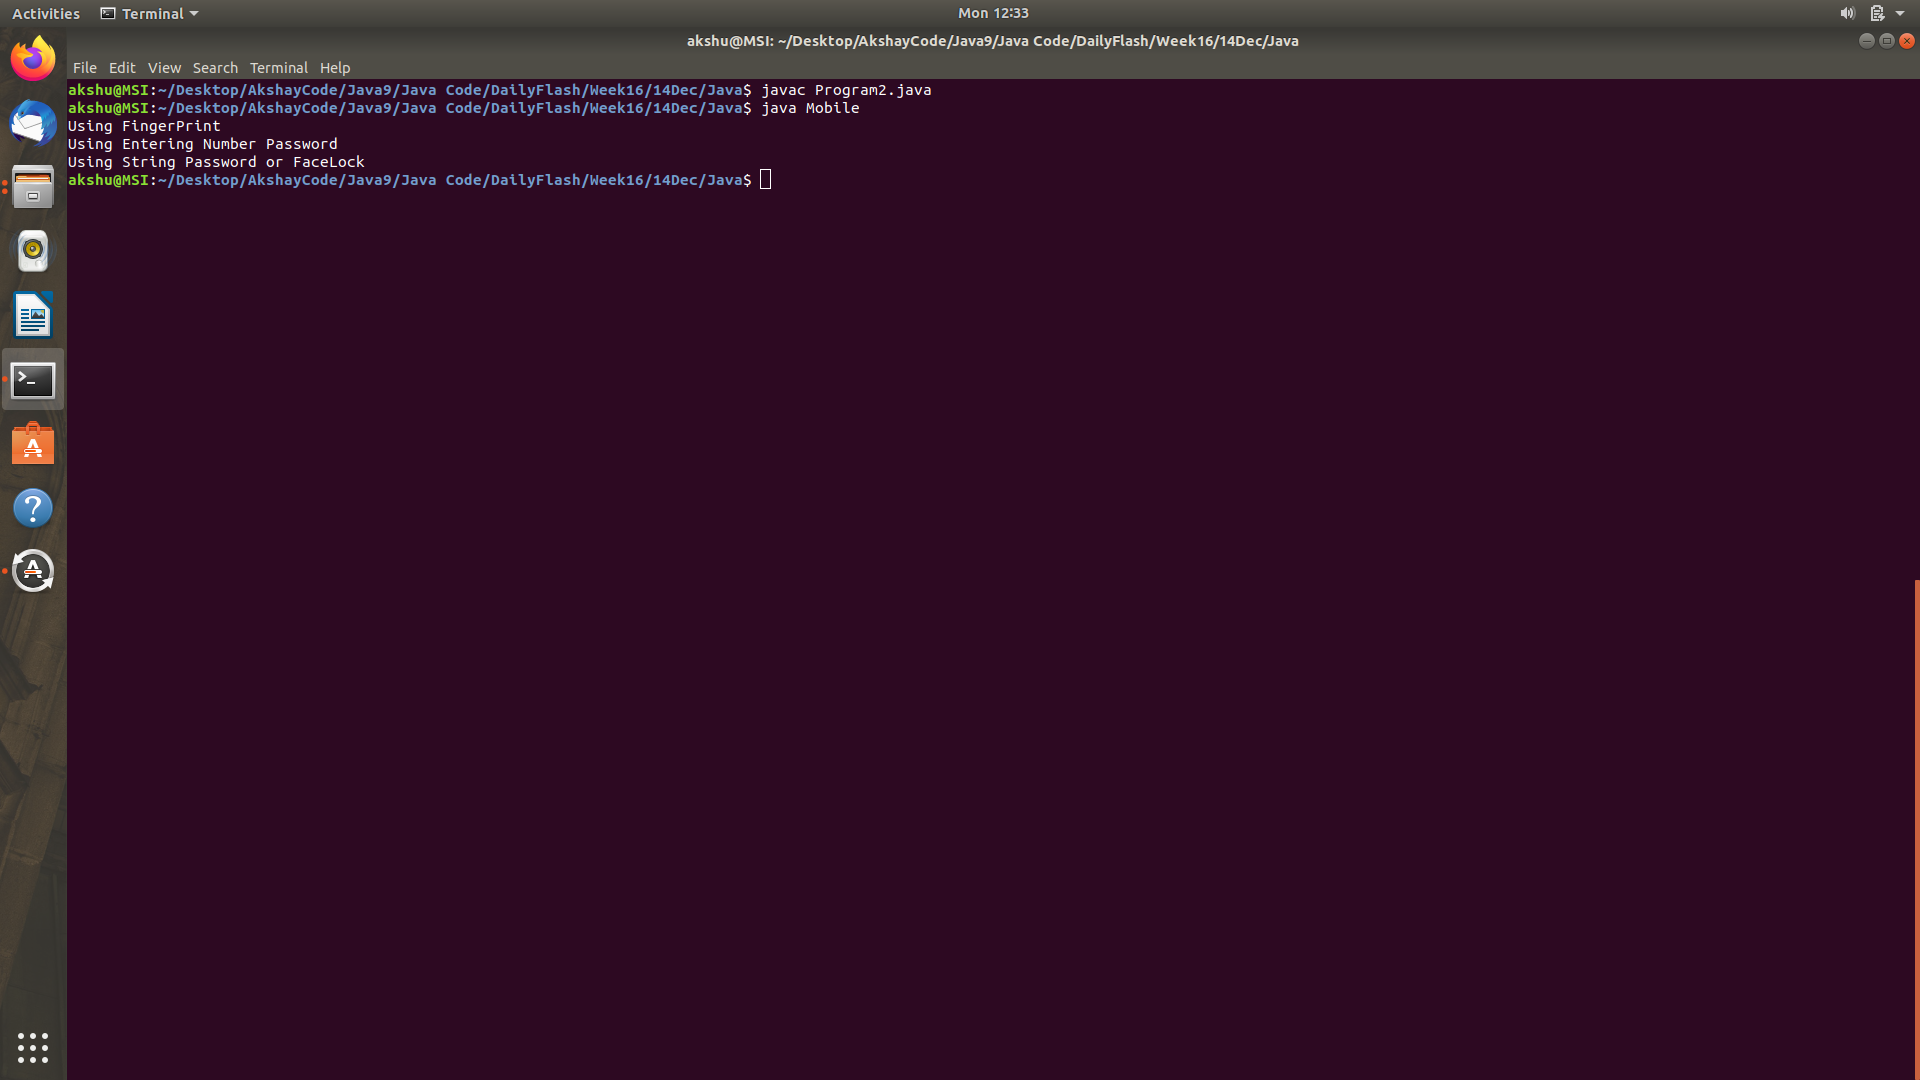 Activities Terminal Mon 12:33
akshu@MSI: ~/Desktop/AkshayCode/Java9/Java Code/DailyFlash/Week16/14Dec/Java
File Edit View Search Terminal Help
akshu@MSI:~/Desktop/AkshayCode/Java9/Java Code/DailyFlash/Week16/14Dec/Java$ javac Program2.java
akshu@MSI:~/Desktop/AkshayCode/Java9/Java Code/DailyFlash/Week16/14Dec/Java$ java Mobile
Using FingerPrint
Using Entering Number Password
Using String Password or FaceLock
akshu@MSI:~/Desktop/AkshayCode/Java9/Java Code/DailyFlash/Week16/14Dec/Java$